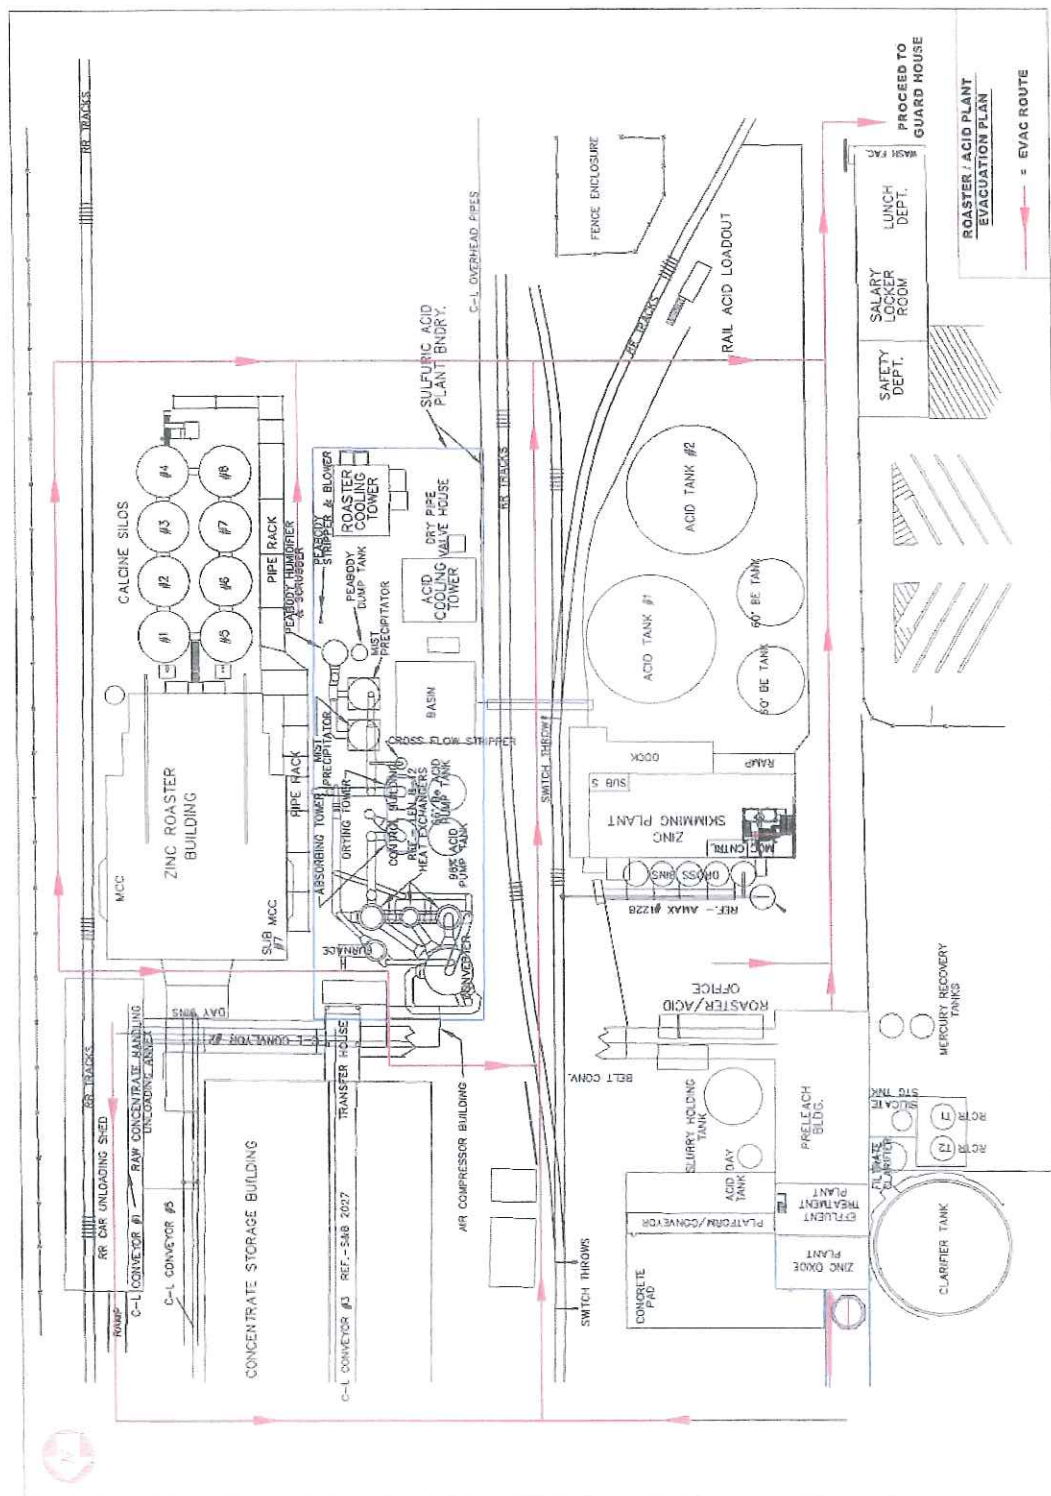 RR TRACKS
PROCEED TO
GUARD HOUSE
ROASTER / ACID PLANT
EVACUATION PLAN
= EVAC ROUTE
WASH FAC.
LUNCH
DEPT.
SALARY
LOCKER
ROOM
SAFETY
DEPT.
FENCE ENCLOSURE
C-L OVERHEAD PIPES
RAIL ACID LOADOUT
RR TRACKS
SULFURIC ACID
PLANT BNDRY.
CALCINE SILOS
#1
#2
#3
#4
#5
#6
#7
#8
PIPE RACK
PEABODY HUMIDIFIER
& SCRUBBER
PEABODY
STRIPPER & BLOWER
ROASTER
COOLING
TOWER
PEABODY
DUMP TANK
DRY PIPE
VALVE HOUSE
ACID
COOLING
TOWER
MIST
PRECIPITATOR
BASIN
RR TRACKS
ACID TANK #2
ACID TANK #1
60' BE TANK
60' BE TANK
MCC
ZINC ROASTER
BUILDING
SUB
#7
MCC
PIPE RACK
MIST
PRECIPITATOR
CROSS FLOW STRIPPER
ABSORBING TOWER
DRYING TOWER
CONTROL BUILDING
HEAT EXCHANGERS
98% ACID
PUMP TANK
ACID
PUMP TANK
FURNACE
CONVERTER
SWITCH THROW
DOCK
RAMP
SUB 5
ZINC
SKIMMING PLANT
MCC
CNTRL
DROSS BINS
REF.- AMAX #1228
ROASTER/ACID
OFFICE
DAY BINS
C-L CONVEYOR #2
TRANSFER HOUSE
BELT CONV.
AIR COMPRESSOR BUILDING
RR TRACKS
RR CAR UNLOADING SHED
C-L CONVEYOR #1
RAW CONCENTRATE HANDLING
UNLOADING ANNEX
C-L CONVEYOR #5
RAMP
CONCENTRATE STORAGE BUILDING
C-L CONVEYOR #3 REF.-S&B 2027
SWITCH THROWS
SLURRY HOLDING
TANK
ACID DAY
TANK
PRELEACH
BLDG.
PLATFORM/CONVEYOR
CONCRETE
PAD
EFFLUENT
TREATMENT
PLANT
ZINC OXIDE
PLANT
MERCURY RECOVERY
TANKS
SILICATE
STG TNK
FILTRATE
CLARIFIER
RCTR T1
RCTR T2
CLARIFIER TANK
N